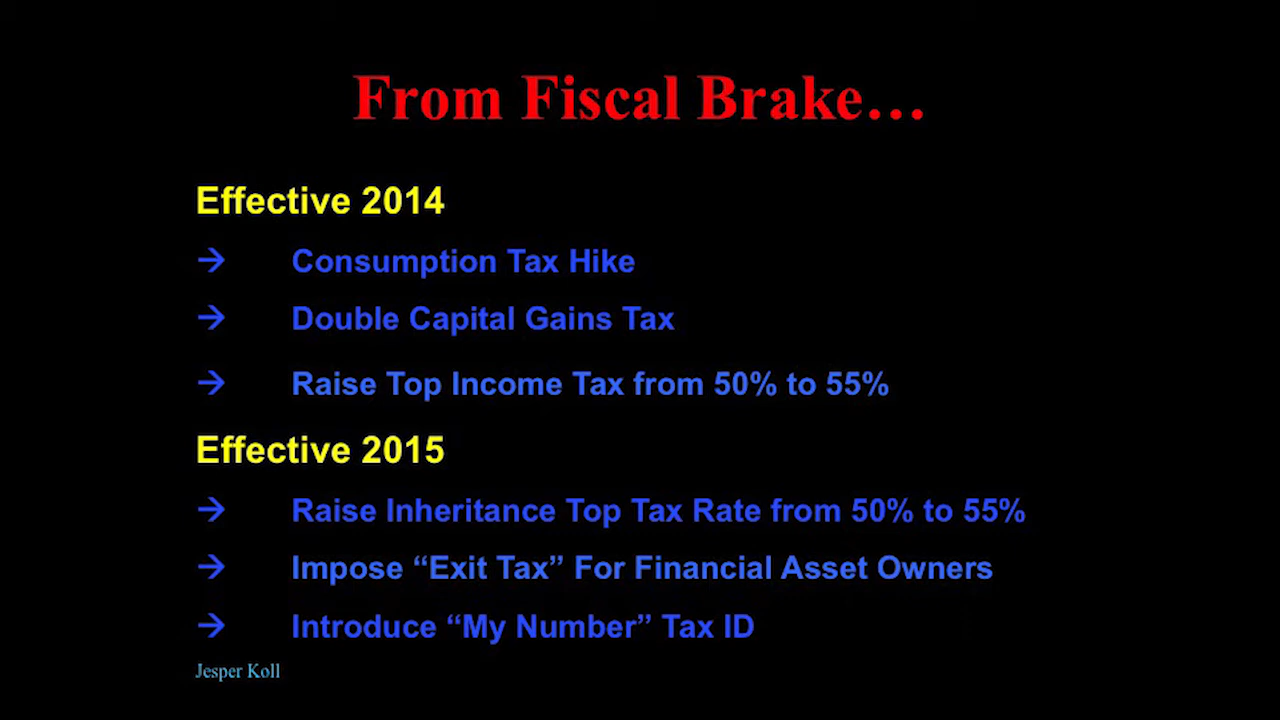 From Fiscal Brake…
Effective 2014
→ Consumption Tax Hike
→ Double Capital Gains Tax
→ Raise Top Income Tax from 50% to 55%
Effective 2015
→ Raise Inheritance Top Tax Rate from 50% to 55%
→ Impose “Exit Tax” For Financial Asset Owners
→ Introduce “My Number” Tax ID
Jesper Koll